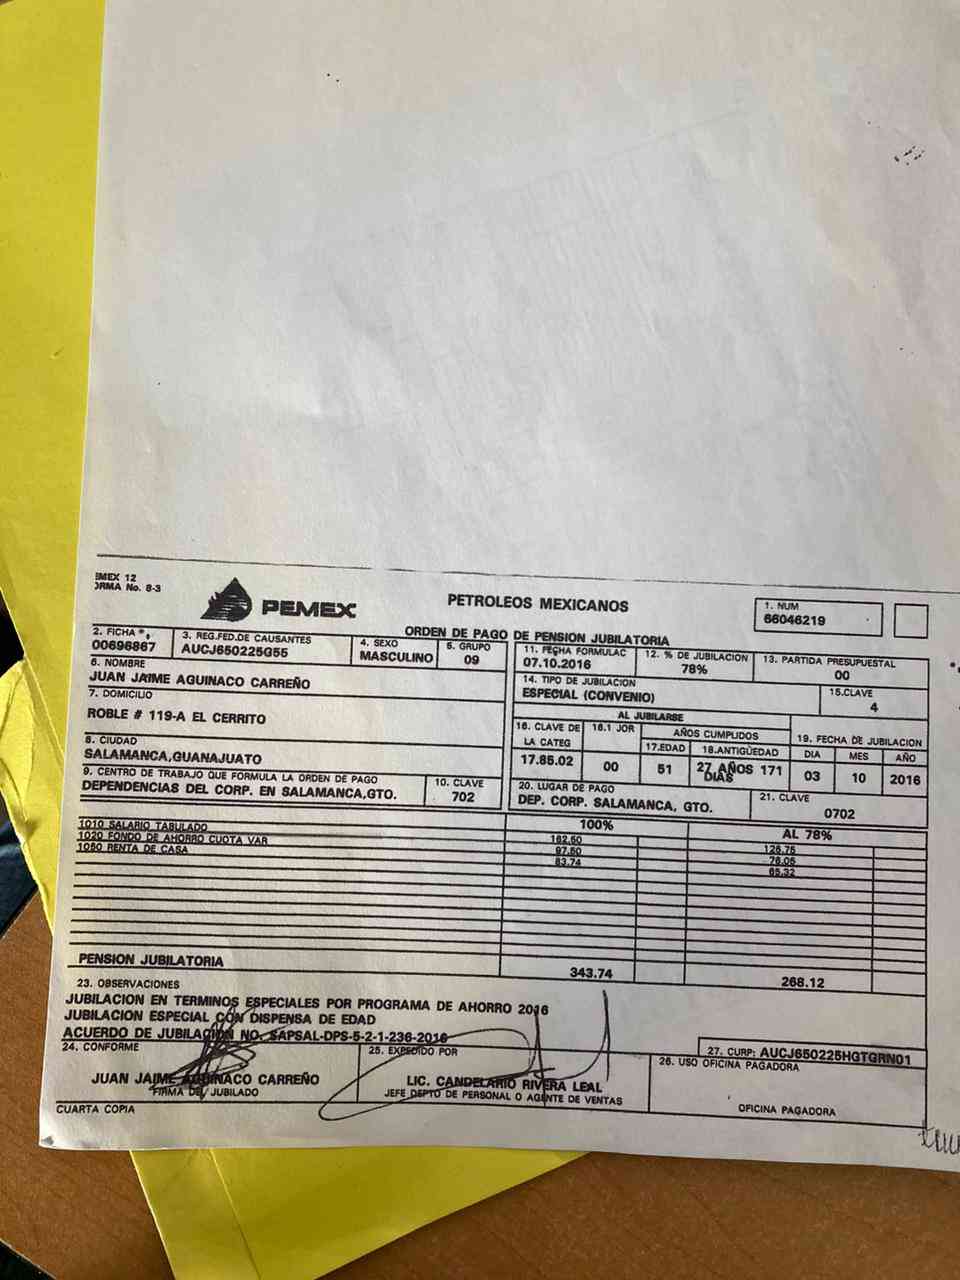 EMEX 12
ORMA No. 8-3
PEMEX
PETROLEOS MEXICANOS
1. NUM
66046219
ORDEN DE PAGO DE PENSION JUBILATORIA
2. FICHA
00696867
3. REG.FED.DE CAUSANTES
AUCJ650225G55
4. SEXO
MASCULINO
5. GRUPO
09
11. FECHA FORMULAC
07.10.2016
12. % DE JUBILACION
78%
13. PARTIDA PRESUPUESTAL
00
6. NOMBRE
JUAN JAIME AGUINACO CARREÑO
14. TIPO DE JUBILACION
ESPECIAL (CONVENIO)
15.CLAVE
4
7. DOMICILIO
ROBLE # 119-A EL CERRITO
AL JUBILARSE
16. CLAVE DE
LA CATEG
17.85.02
16.1 JOR
00
AÑOS CUMPLIDOS
17.EDAD
51
18.ANTIGÜEDAD
27 AÑOS 171
DIAS
19. FECHA DE JUBILACION
DIA MES AÑO
03 10 2016
8. CIUDAD
SALAMANCA,GUANAJUATO
9. CENTRO DE TRABAJO QUE FORMULA LA ORDEN DE PAGO
DEPENDENCIAS DEL CORP. EN SALAMANCA,GTO.
10. CLAVE
702
20. LUGAR DE PAGO
DEP. CORP. SALAMANCA, GTO.
21. CLAVE
0702
100% AL 78%
1010 SALARIO TABULADO 162.50 126.75
1020 FONDO DE AHORRO CUOTA VAR 97.50 76.05
1050 RENTA DE CASA 83.74 65.32
PENSION JUBILATORIA 343.74 268.12
23. OBSERVACIONES
JUBILACION EN TERMINOS ESPECIALES POR PROGRAMA DE AHORRO 2016
JUBILACION ESPECIAL CON DISPENSA DE EDAD
ACUERDO DE JUBILACION NO. SAPSAL-DPS-5-2-1-236-2016
27. CURP: AUCJ650225HGTGRN01
24. CONFORME
JUAN JAIME AGUINACO CARREÑO
FIRMA DEL JUBILADO
25. EXPEDIDO POR
LIC. CANDELARIO RIVERA LEAL
JEFE DEPTO DE PERSONAL O AGENTE DE VENTAS
26. USO OFICINA PAGADORA
OFICINA PAGADORA
CUARTA COPIA